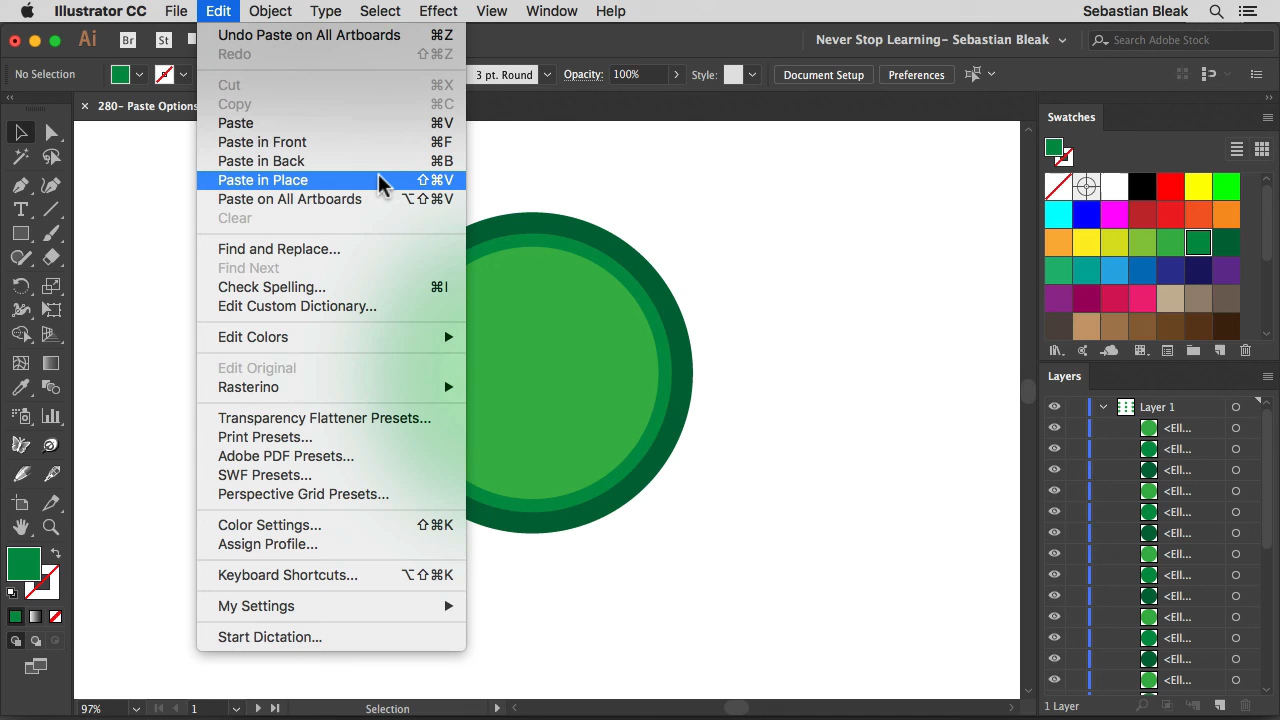 Illustrator CC File Edit Object Type Select Effect View Window Help Sebastian Bleak
Ai Br St Never Stop Learning- Sebastian Bleak Search Adobe Stock
No Selection 3 pt. Round Opacity: 100% Style: Document Setup Preferences
× 280- Paste Options
Undo Paste on All Artboards ⌘Z
Redo ⇧⌘Z
Cut ⌘X
Copy ⌘C
Paste ⌘V
Paste in Front ⌘F
Paste in Back ⌘B
Paste in Place ⇧⌘V
Paste on All Artboards ⌥⇧⌘V
Clear
Find and Replace...
Find Next
Check Spelling... ⌘I
Edit Custom Dictionary...
Edit Colors
Edit Original
Rasterino
Transparency Flattener Presets...
Print Presets...
Adobe PDF Presets...
SWF Presets...
Perspective Grid Presets...
Color Settings... ⇧⌘K
Assign Profile...
Keyboard Shortcuts... ⌥⇧⌘K
My Settings
Start Dictation...
Swatches
Layers
Layer 1
<Ell...
<Ell...
<Ell...
<Ell...
<Ell...
<Ell...
<Ell...
<Ell...
<Ell...
<Ell...
<Ell...
<Ell...
<Ell...
1 Layer
97% 1 Selection